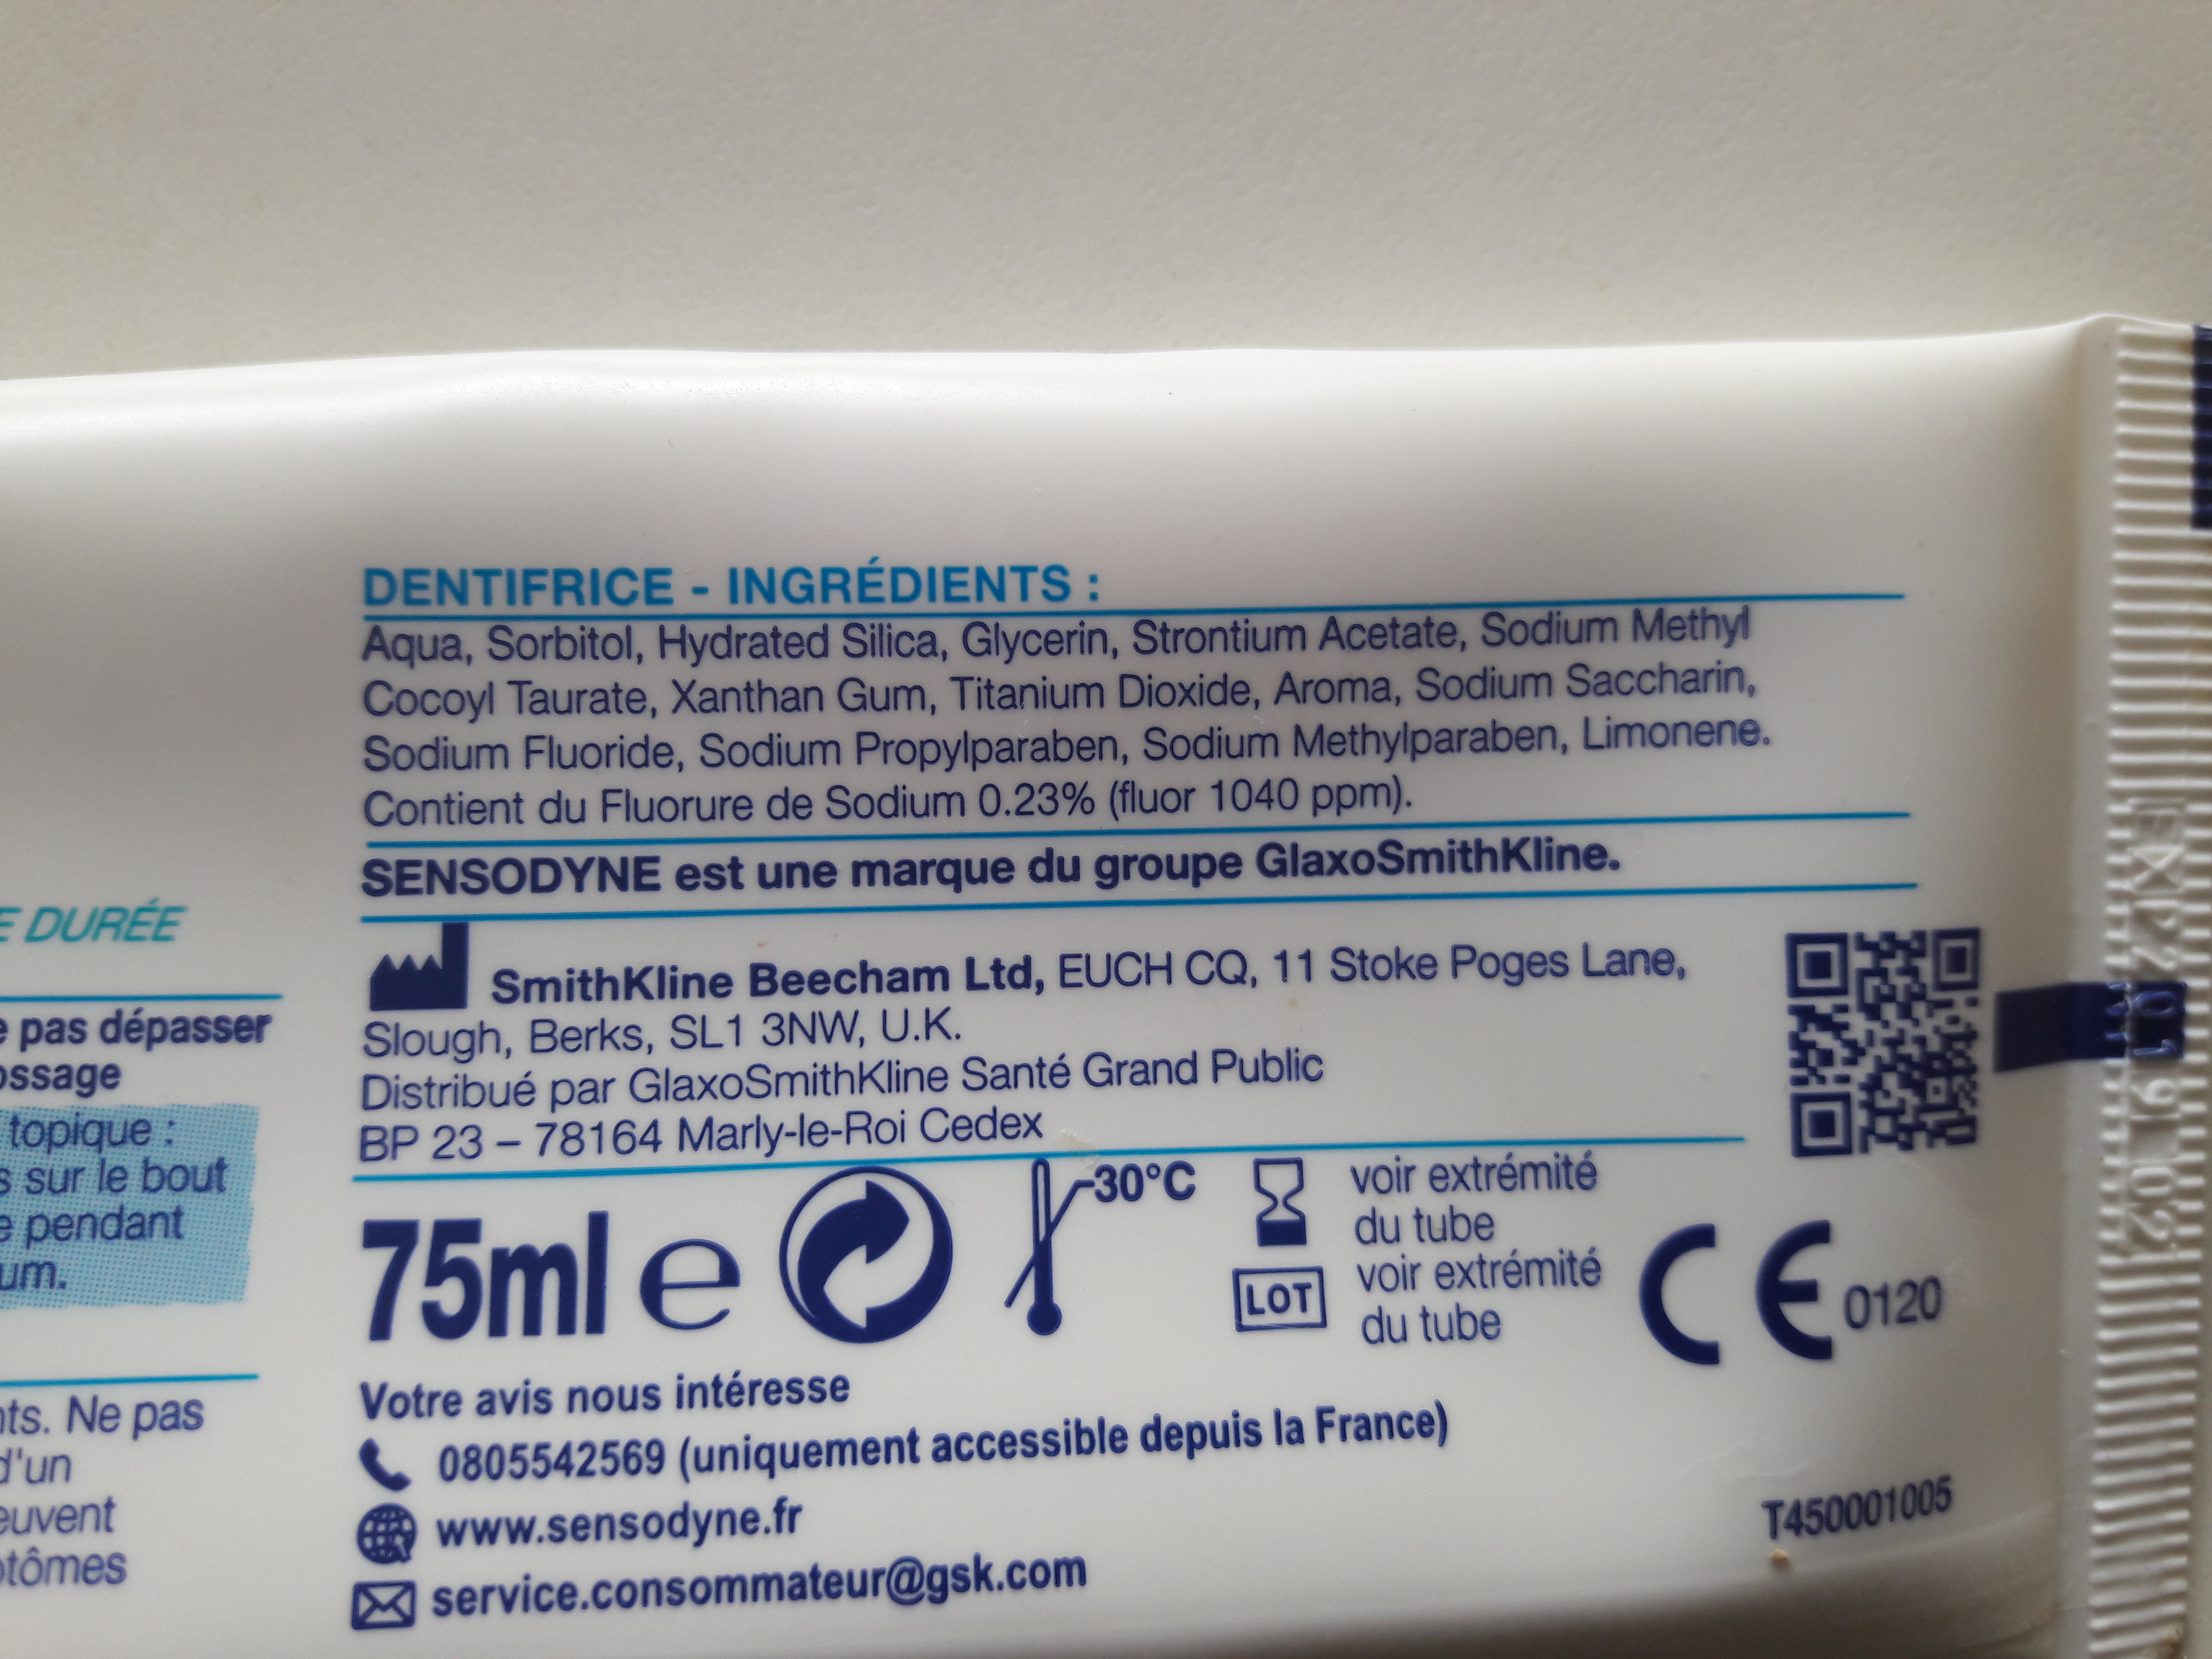 DENTIFRICE - INGRÉDIENTS :
Aqua, Sorbitol, Hydrated Silica, Glycerin, Strontium Acetate, Sodium Methyl
Cocoyl Taurate, Xanthan Gum, Titanium Dioxide, Aroma, Sodium Saccharin,
Sodium Fluoride, Sodium Propylparaben, Sodium Methylparaben, Limonene.
Contient du Fluorure de Sodium 0.23% (fluor 1040 ppm).
SENSODYNE est une marque du groupe GlaxoSmithKline.
SmithKline Beecham Ltd, EUCH CQ, 11 Stoke Poges Lane,
Slough, Berks, SL1 3NW, U.K.
Distribué par GlaxoSmithKline Santé Grand Public
BP 23 – 78164 Marly-le-Roi Cedex
75ml e
30°C
voir extrémité
du tube
LOT
voir extrémité
du tube
CE 0120
Votre avis nous intéresse
0805542569 (uniquement accessible depuis la France)
www.sensodyne.fr
service.consommateur@gsk.com
T450001005
E DURÉE
pas dépasser
ossage
topique :
s sur le bout
e pendant
um.
nts. Ne pas
d'un
euvent
ptômes